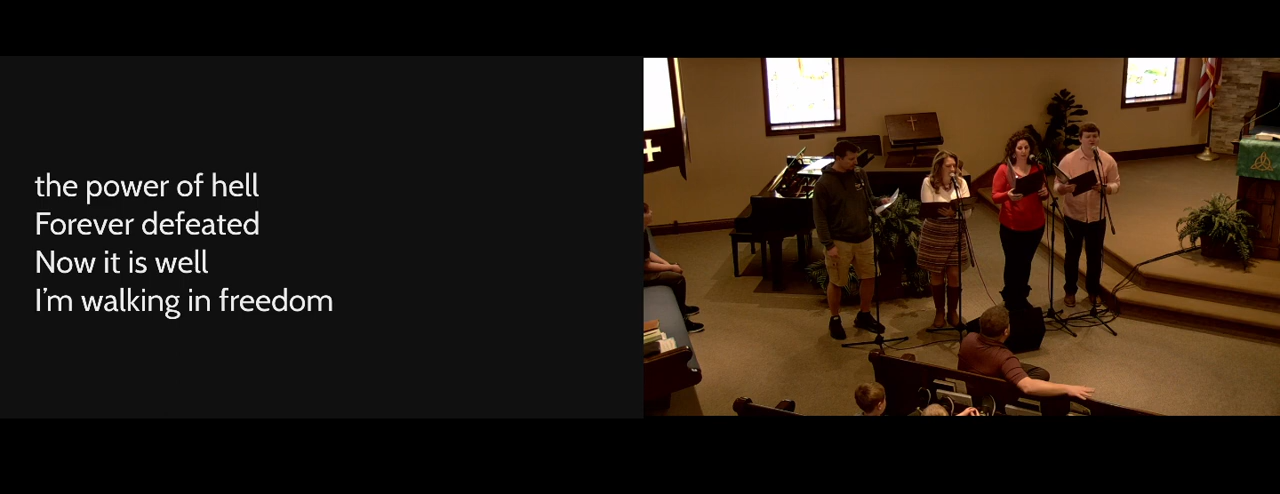 the power of hell
Forever defeated
Now it is well
I'm walking in freedom